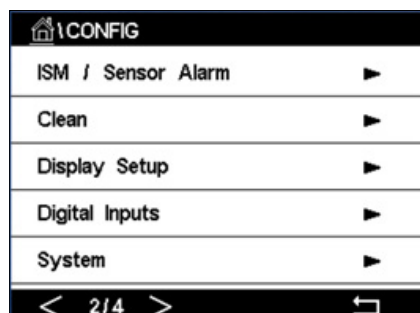 \CONFIG
ISM / Sensor Alarm
Clean
Display Setup
Digital Inputs
System
< 2/4 >